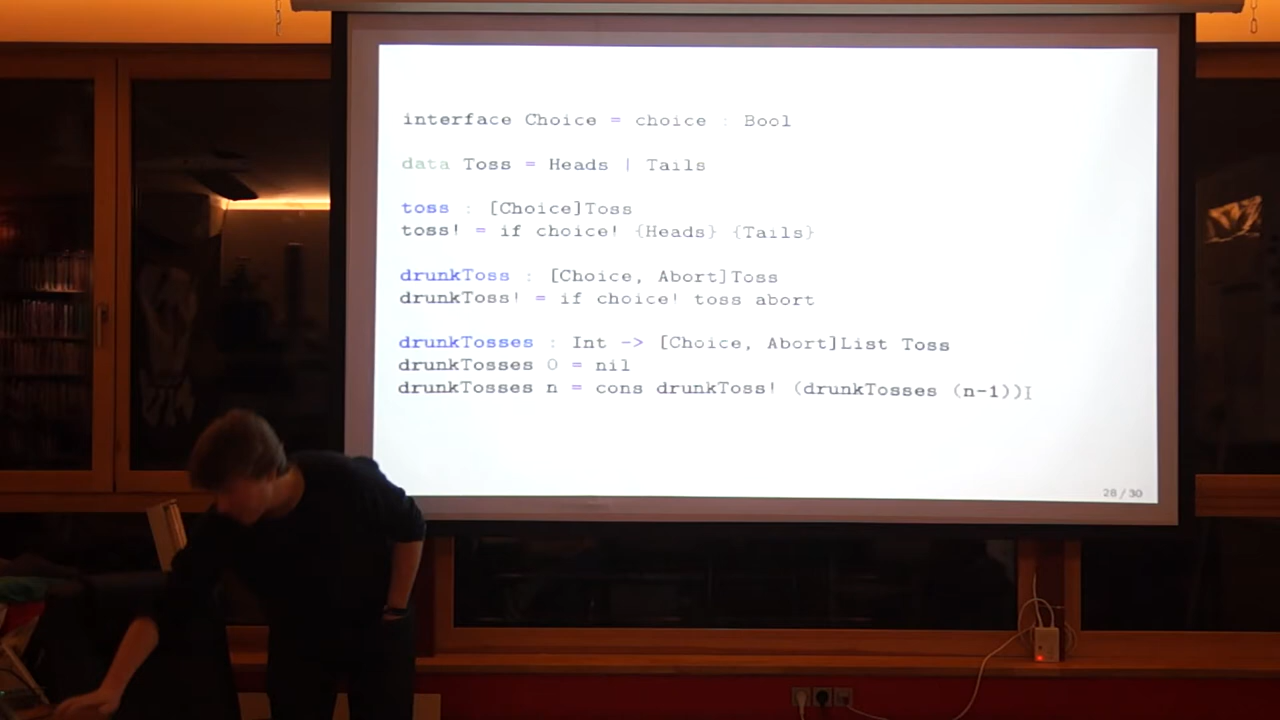 interface Choice = choice : Bool
data Toss = Heads | Tails
toss : [Choice]Toss
toss! = if choice! {Heads} {Tails}
drunkToss : [Choice, Abort]Toss
drunkToss! = if choice! toss abort
drunkTosses : Int -> [Choice, Abort]List Toss
drunkTosses 0 = nil
drunkTosses n = cons drunkToss! (drunkTosses (n-1))
28 / 30